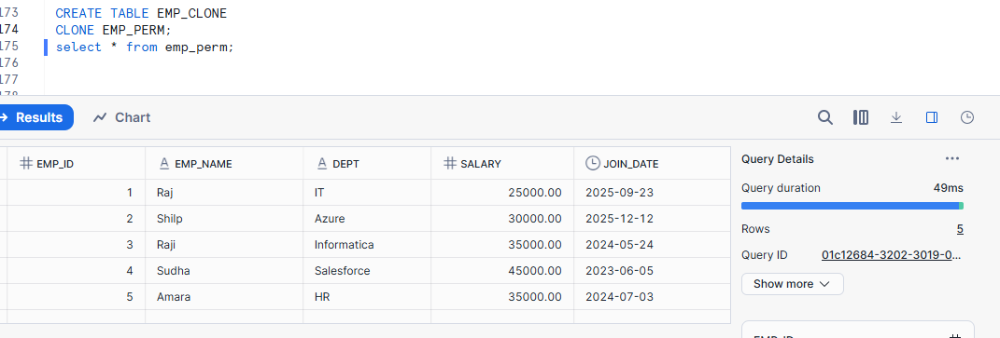 173 CREATE TABLE EMP_CLONE
174 CLONE EMP_PERM;
175 select * from emp_perm;
176
177
178
Results Chart
EMP_ID EMP_NAME DEPT SALARY JOIN_DATE
1 Raj IT 25000.00 2025-09-23
2 Shilp Azure 30000.00 2025-12-12
3 Raji Informatica 35000.00 2024-05-24
4 Sudha Salesforce 45000.00 2023-06-05
5 Amara HR 35000.00 2024-07-03
Query Details ...
Query duration 49ms
Rows 5
Query ID 01c12684-3202-3019-0...
Show more
EMP_ID